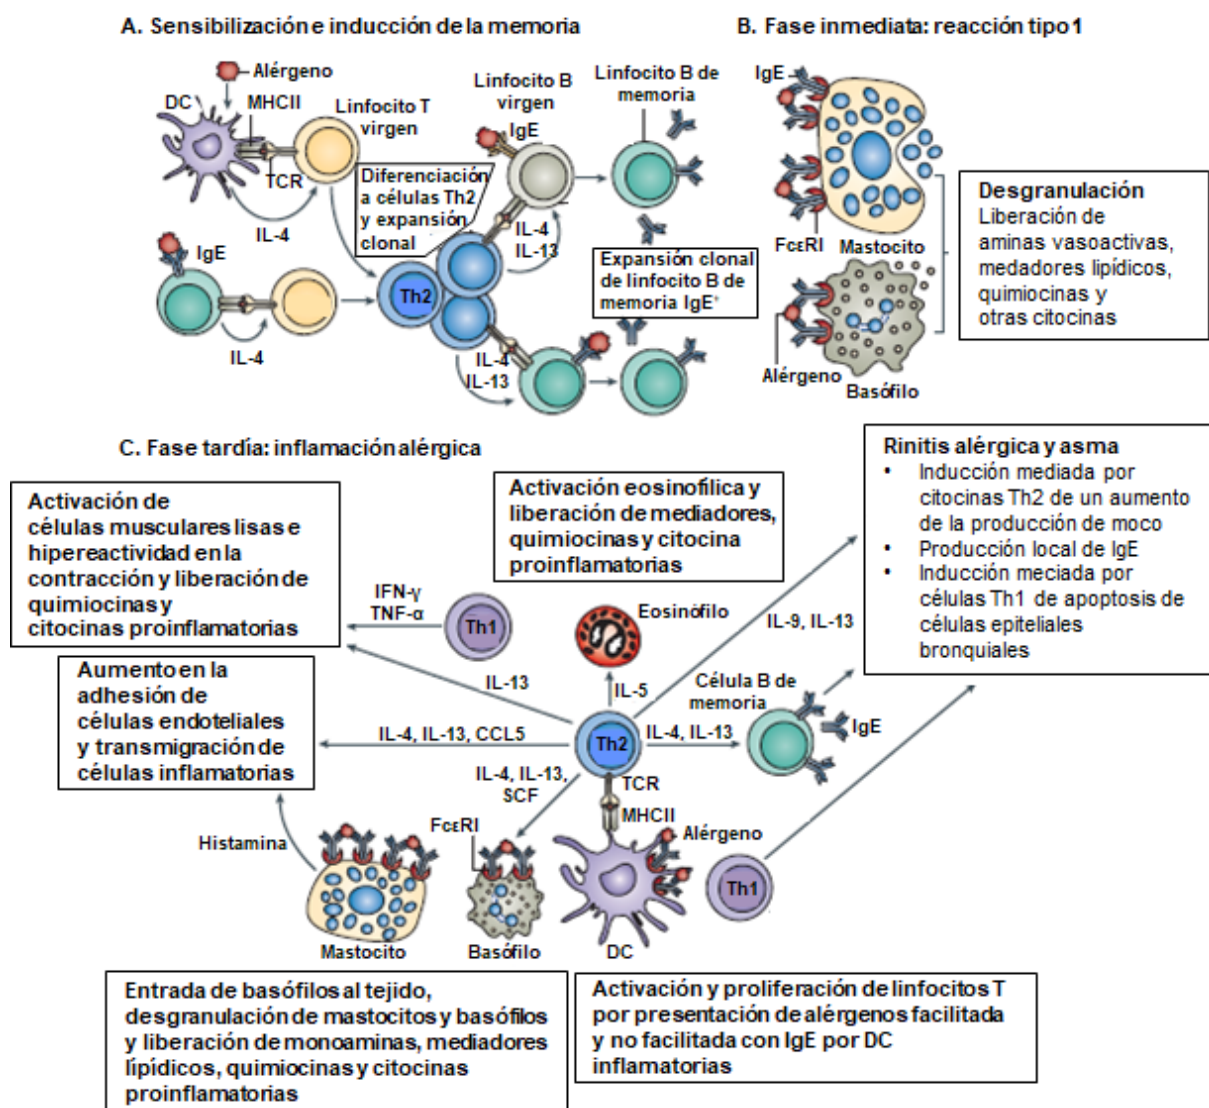 A. Sensibilización e inducción de la memoria
Alérgeno
DC
MHCII
Linfocito T
virgen
TCR
IL-4
Diferenciación
a células Th2
y expansión
clonal
Linfocito B
virgen
IgE
IL-4
IL-13
Linfocito B de
memoria
IgE
IL-4
Th2
IL-4
IL-13
Expansión clonal
de linfocito B de
memoria IgE⁺
B. Fase inmediata: reacción tipo 1
IgE
FcεRI
Mastocito
Alérgeno
Basófilo
Desgranulación
Liberación de
aminas vasoactivas,
medadores lipídicos,
quimiocinas y
otras citocinas
C. Fase tardía: inflamación alérgica
Activación de
células musculares lisas e
hipereactividad en la
contracción y liberación de
quimiocinas y
citocinas proinflamatorias
IFN-γ
TNF-α
Th1
Activación eosinofílica y
liberación de mediadores,
quimiocinas y citocina
proinflamatorias
Eosinófilo
Rinitis alérgica y asma
• Inducción mediada por
citocinas Th2 de un aumento
de la producción de moco
• Producción local de IgE
• Inducción meciada por
células Th1 de apoptosis de
células epiteliales
bronquiales
IL-9, IL-13
IL-13
IL-5
Aumento en la
adhesión de
células endoteliales
y transmigración de
células inflamatorias
IL-4, IL-13, CCL5
Th2
IL-4, IL-13
Célula B de
memoria
IgE
IL-4, IL-13,
SCF
TCR
MHCII
Histamina
FcεRI
Alérgeno
Th1
Mastocito
Basófilo
DC
Entrada de basófilos al tejido,
desgranulación de mastocitos y basófilos
y liberación de monoaminas, mediadores
lípídicos, quimiocinas y citocinas
proinflamatorias
Activación y proliferación de linfocitos T
por presentación de alérgenos facilitada
y no facilitada con IgE por DC
inflamatorias